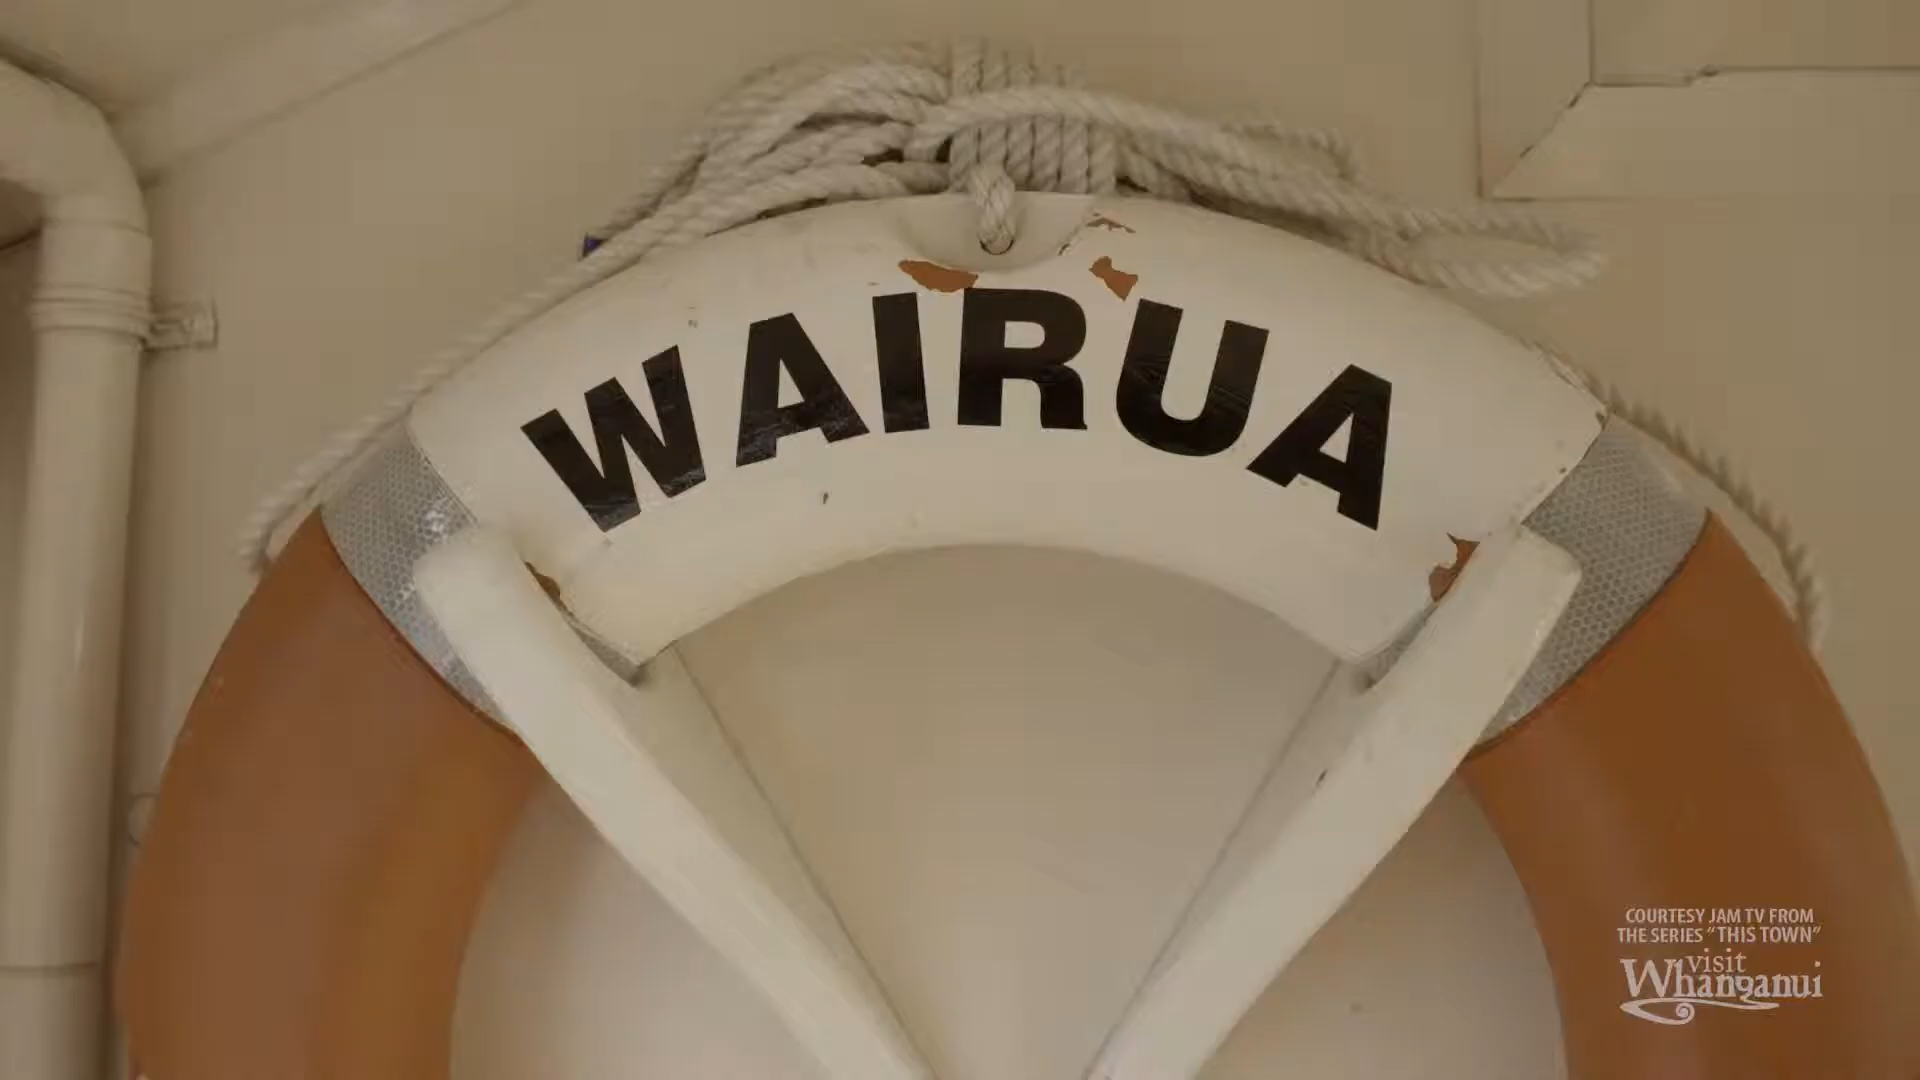 WAIRUA
COURTESY JAM TV FROM
THE SERIES "THIS TOWN"
visit
Whanganui